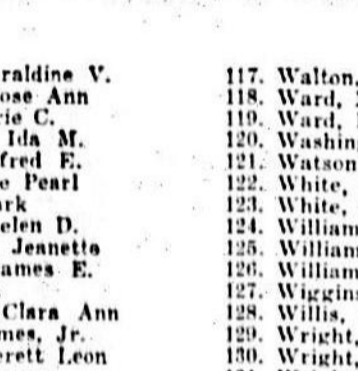 raldine V.
ose Ann
rie C.
Ida M.
fred E.
e Pearl
ark
elen D.
Jennette
ames E.
Clara Ann
mes, Jr.
erett Leon
117. Walton,
118. Ward,
119. Ward,
120. Washin
121. Watson
122. White,
123. White,
124. William
125. William
126. William
127. Wiggins
128. Willis,
129. Wright,
130. Wright,